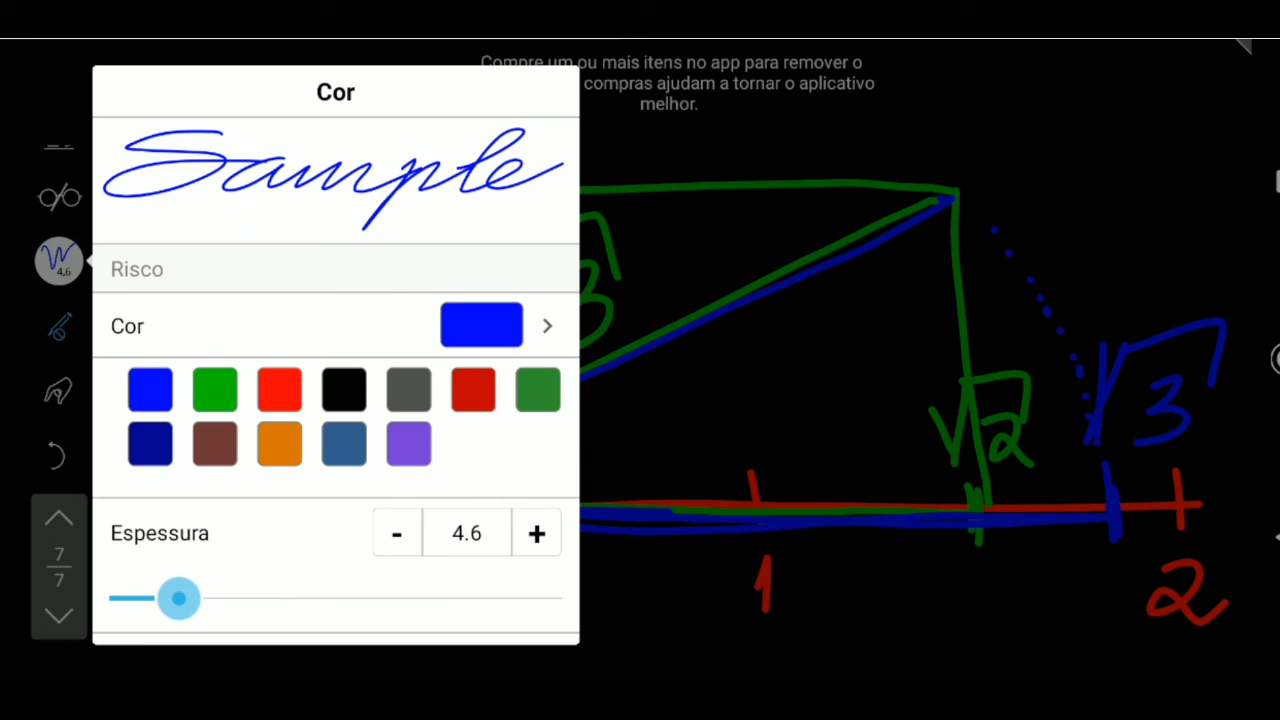 Compre um ou mais itens no app para remover o
compras ajudam a tornar o aplicativo
melhor.
Cor
Sample
Risco
Cor
Espessura
- 4.6 +
4,6
7
7
3
√2
√3
1
2